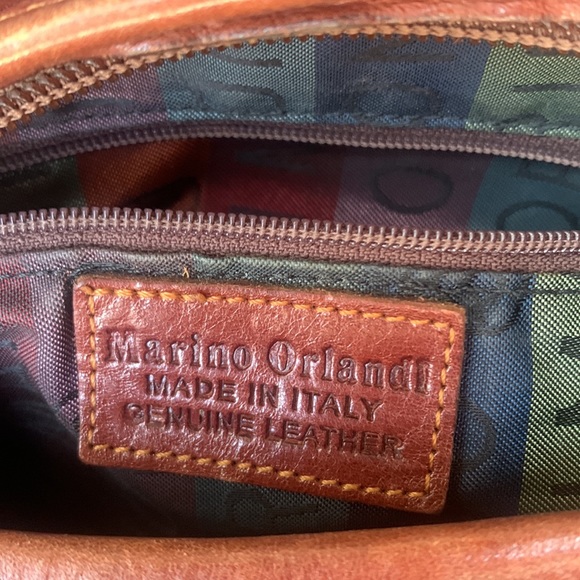 Marino Orlandi
MADE IN ITALY
GENUINE LEATHER